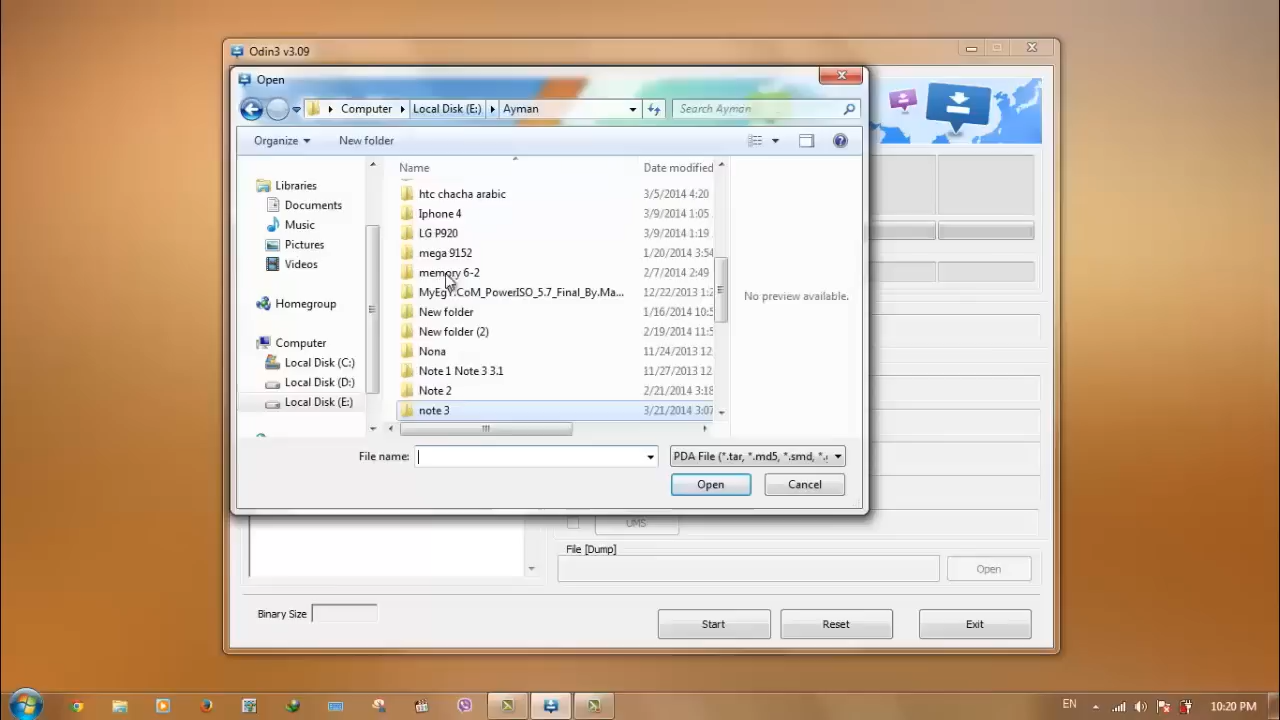 Odin3 v3.09
Open
Computer Local Disk (E:) Ayman
Search Ayman
Organize
New folder
Name
Date modified
Libraries
Documents
Music
Pictures
Videos
Homegroup
Computer
Local Disk (C:)
Local Disk (D:)
Local Disk (E:)
htc chacha arabic 3/5/2014 4:20
Iphone 4 3/9/2014 1:05
LG P920 3/9/2014 1:19
mega 9152 1/20/2014 3:54
memory 6-2 2/7/2014 2:49
MyEgY.CoM_PowerISO_5.7_Final_By.Ma... 12/22/2013 1:2
New folder 1/16/2014 10:5
New folder (2) 2/19/2014 11:5
Nona 11/24/2013 12
Note 1 Note 3 3.1 11/27/2013 12
Note 2 2/21/2014 3:18
note 3 3/21/2014 3:07
No preview available.
File name:
PDA File (*.tar, *.md5, *.smd, *.
Open
Cancel
UMS
File [Dump]
Open
Binary Size
Start
Reset
Exit
EN
10:20 PM